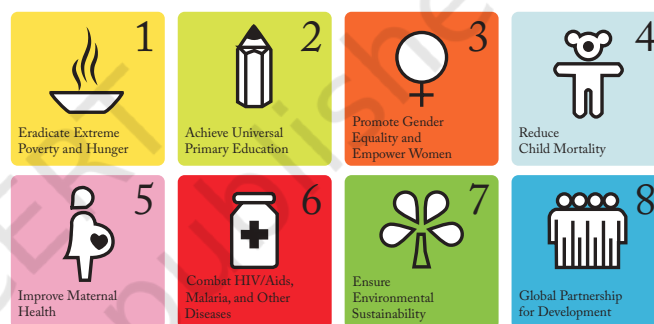 1
Eradicate Extreme
Poverty and Hunger
2
Achieve Universal
Primary Education
3
Promote Gender
Equality and
Empower Women
4
Reduce
Child Mortality
5
Improve Maternal
Health
6
Combat HIV/Aids,
Malaria, and Other
Diseases
7
Ensure
Environmental
Sustainability
8
Global Partnership
for Development